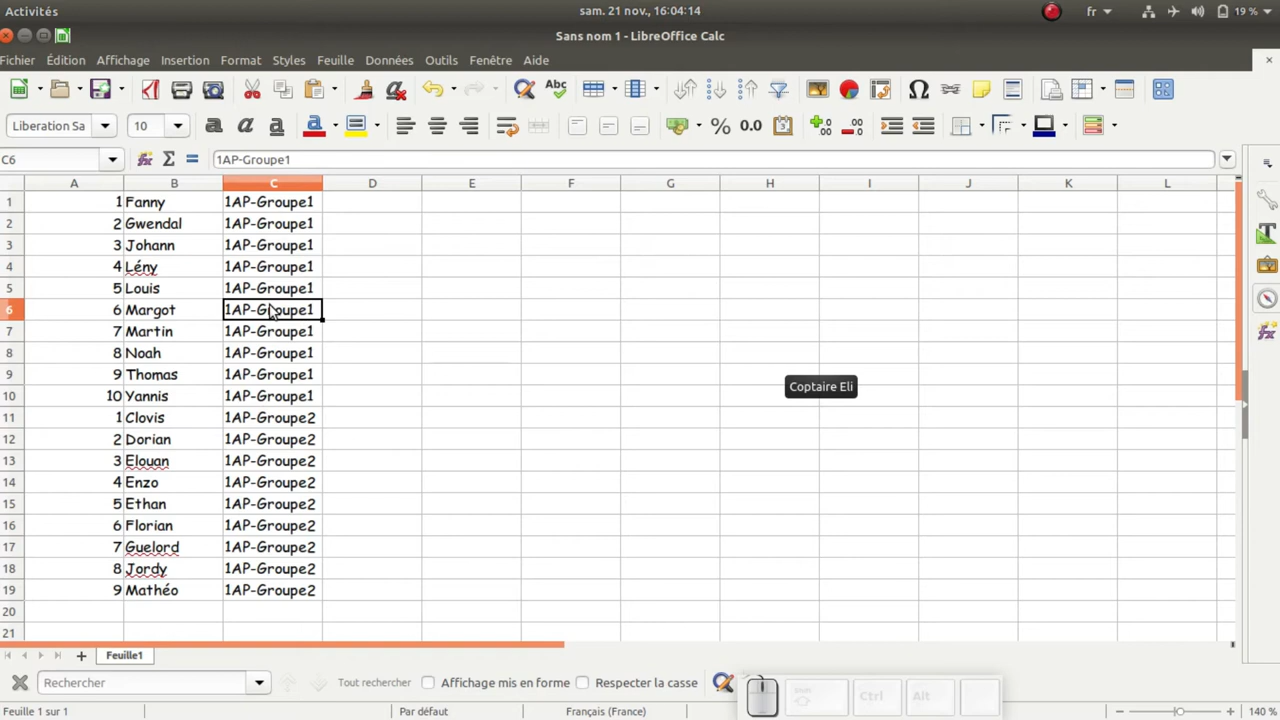 Activités sam. 21 nov., 16:04:14 fr 19 %
Sans nom 1 - LibreOffice Calc
Fichier Édition Affichage Insertion Format Styles Feuille Données Outils Fenêtre Aide
Liberation Sa 10
C6 1AP-Groupe1
A B C D E F G H I J K L
1 1 Fanny 1AP-Groupe1
2 2 Gwendal 1AP-Groupe1
3 3 Johann 1AP-Groupe1
4 4 Lény 1AP-Groupe1
5 5 Louis 1AP-Groupe1
6 6 Margot 1AP-Groupe1
7 7 Martin 1AP-Groupe1
8 8 Noah 1AP-Groupe1
9 9 Thomas 1AP-Groupe1
Coptaire Eli
10 10 Yannis 1AP-Groupe1
11 1 Clovis 1AP-Groupe2
12 2 Dorian 1AP-Groupe2
13 3 Elouan 1AP-Groupe2
14 4 Enzo 1AP-Groupe2
15 5 Ethan 1AP-Groupe2
16 6 Florian 1AP-Groupe2
17 7 Guelord 1AP-Groupe2
18 8 Jordy 1AP-Groupe2
19 9 Mathéo 1AP-Groupe2
20
21
Feuille1
Rechercher Tout rechercher Affichage mis en forme Respecter la casse Shift Ctrl Alt
Feuille 1 sur 1 Par défaut Français (France) 140 %